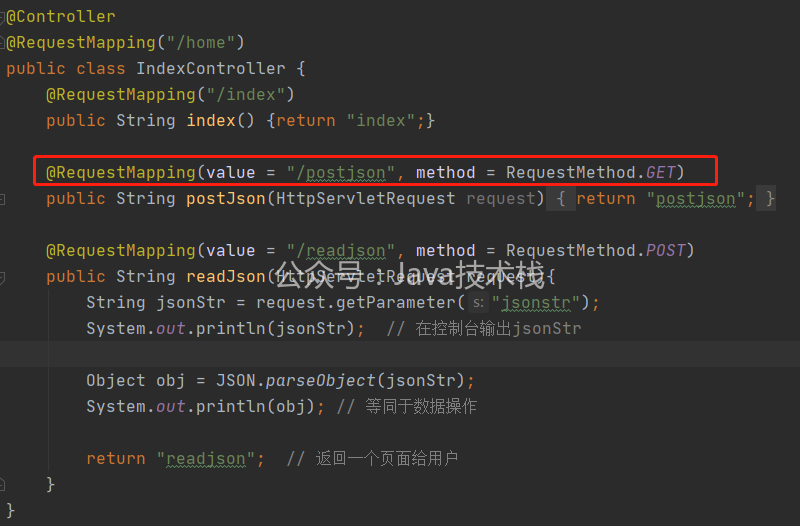 @Controller
@RequestMapping("/home")
public class IndexController {
@RequestMapping("/index")
public String index() {return "index";}
@RequestMapping(value = "/postjson", method = RequestMethod.GET)
public String postJson(HttpServletRequest request) { return "postjson"; }
@RequestMapping(value = "/readjson", method = RequestMethod.POST)
public String readJson(HttpServletRequest request){
公众号·Java技术栈
String jsonStr = request.getParameter( s: "jsonstr");
System.out.println(jsonStr); // 在控制台输出jsonStr
Object obj = JSON.parseObject(jsonStr);
System.out.println(obj); // 等同于数据操作
return "readjson"; // 返回一个页面给用户
}
}